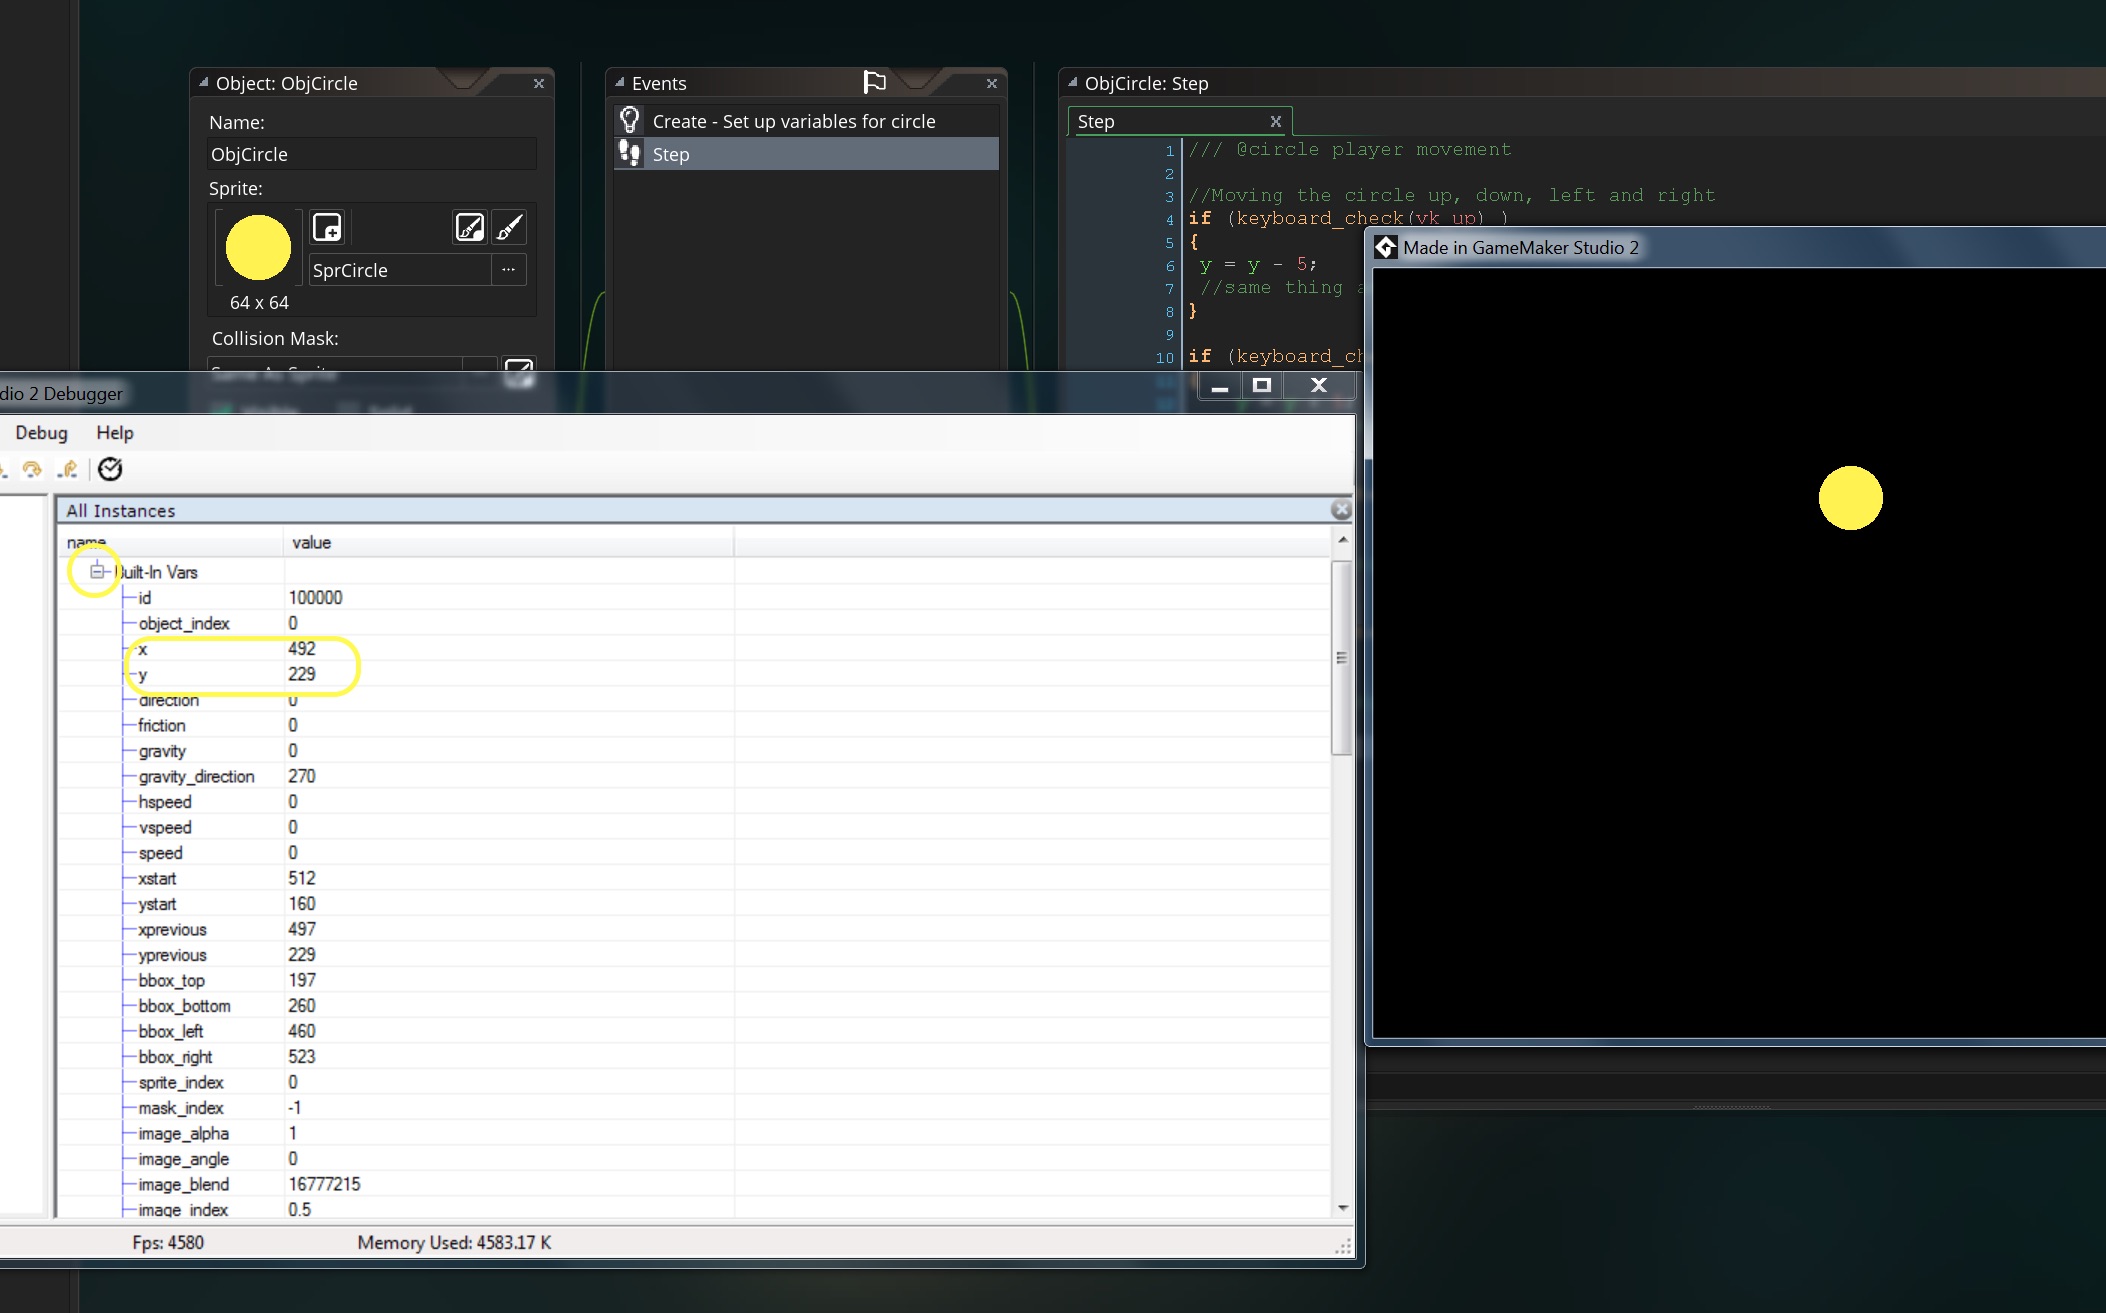 Object: ObjCircle
Name:
ObjCircle
Sprite:
SprCircle
...
64 x 64
Collision Mask:
Same As Sprite
Events
Create - Set up variables for circle
Step
ObjCircle: Step
Step
1 /// @circle player movement
2
3 //Moving the circle up, down, left and right
4 if (keyboard_check(vk_up) )
5 {
6 y = y - 5;
7 //same thing
8 }
9
10 if (keyboard_ch
Made in GameMaker Studio 2
dio 2 Debugger
Debug Help
All Instances
name value
Built-In Vars
id 100000
object_index 0
x 492
y 229
direction 0
friction 0
gravity 0
gravity_direction 270
hspeed 0
vspeed 0
speed 0
xstart 512
ystart 160
xprevious 497
yprevious 229
bbox_top 197
bbox_bottom 260
bbox_left 460
bbox_right 523
sprite_index 0
mask_index -1
image_alpha 1
image_angle 0
image_blend 16777215
image_index 0.5
Fps: 4580 Memory Used: 4583.17 K